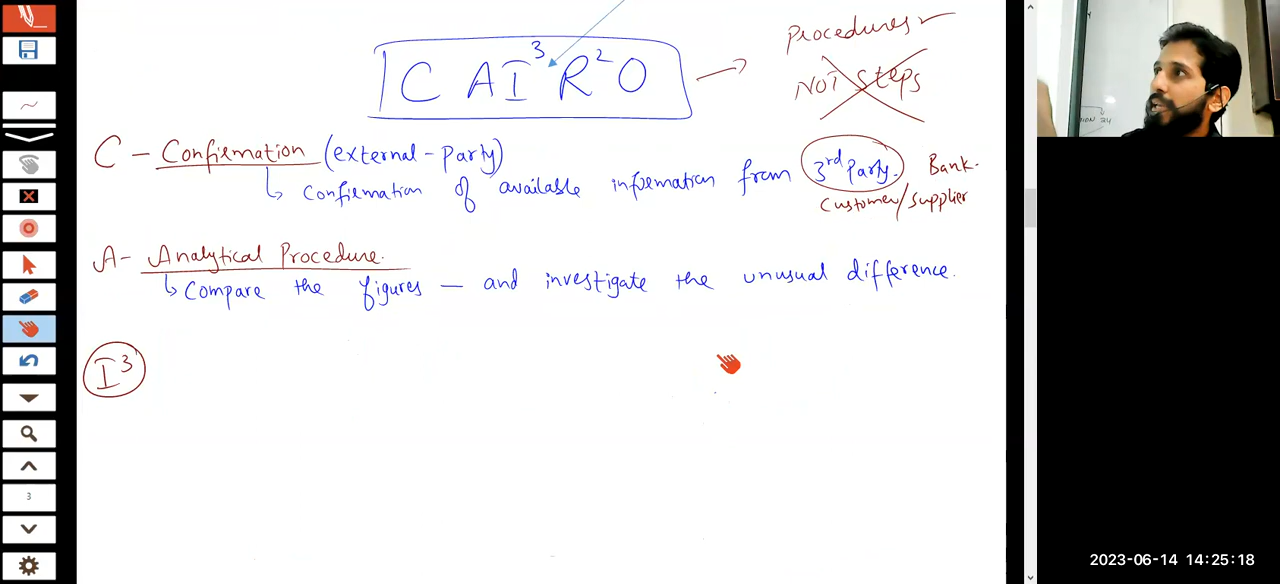 C A I³ R² O
Procedures
NOT Steps
C - Confirmation (external-Party)
↳ Confirmation of available information from 3rd Party. Bank.
Customer/Supplier
A- Analytical Procedure.
↳ Compare the figures — and investigate the unusual difference.
I³
3
2023-06-14 14:25:18